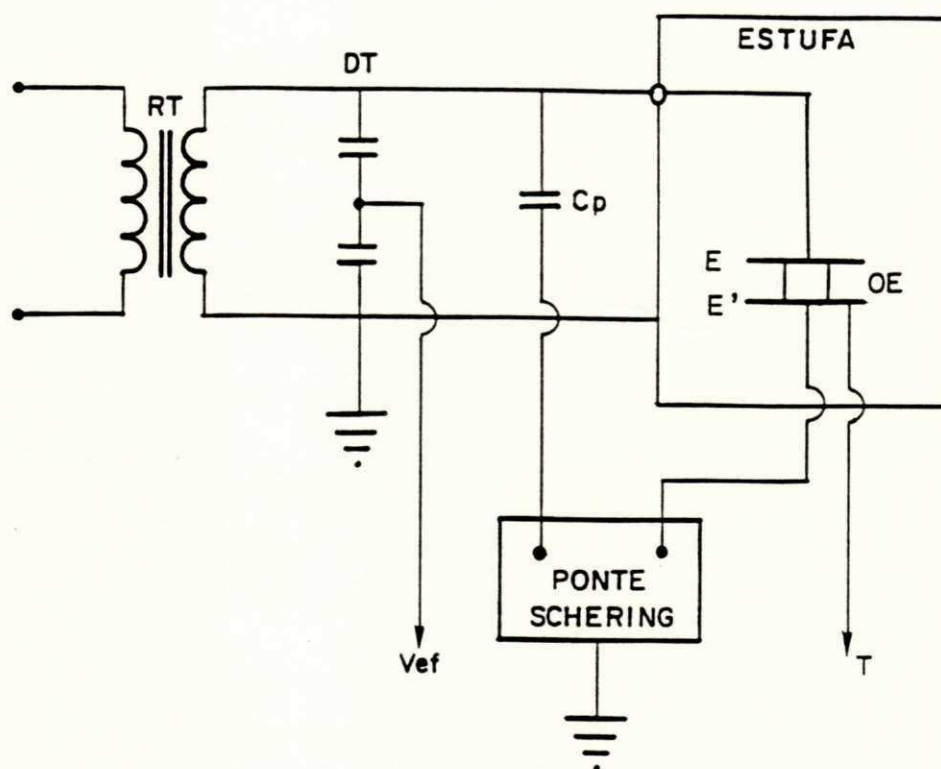 ESTUFA
DT
RT
Cp
E
OE
E'
PONTE
SCHERING
Vef
T